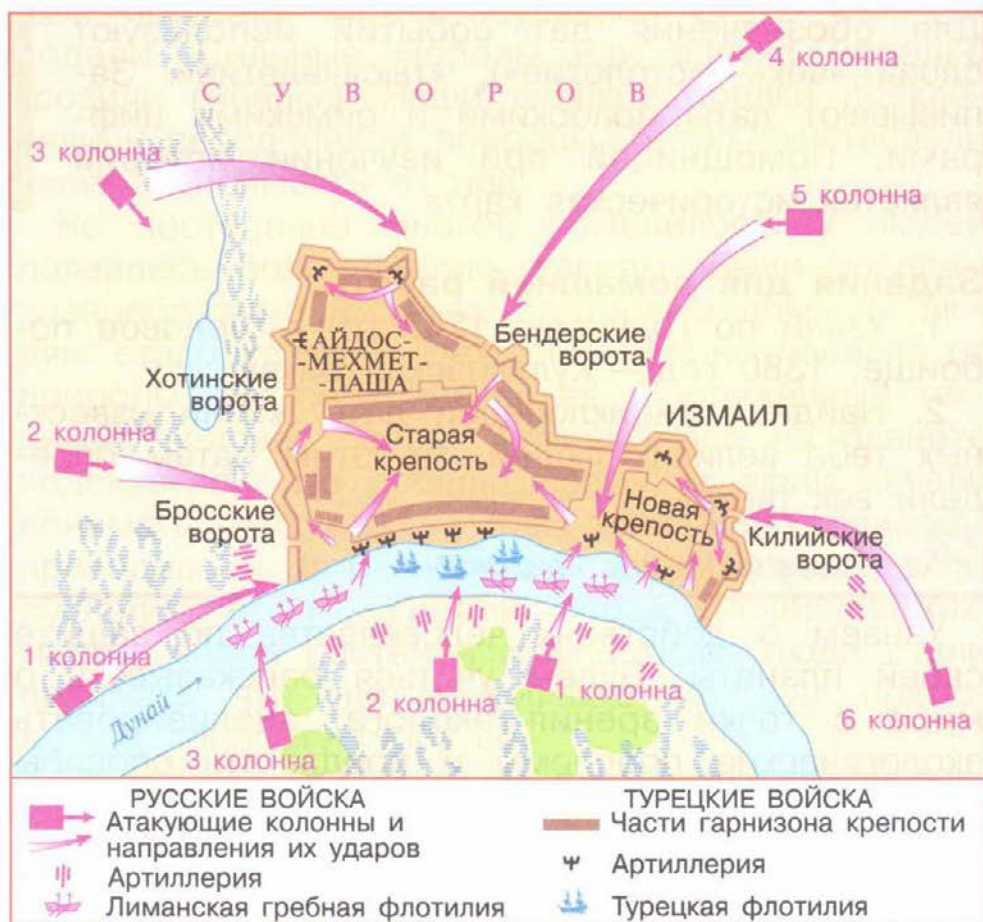 4 колонна
СУВОРОВ
3 колонна
5 колонна
Бендерские
ворота
АЙДОС-
-МЕХМЕТ-
-ПАША
Хотинские
ворота
ИЗМАИЛ
2 колонна
Старая
крепость
Новая
крепость
Бросские
ворота
Килийские
ворота
1 колонна
2 колонна
1 колонна
6 колонна
Дунай
3 колонна
РУССКИЕ ВОЙСКА
Атакующие колонны и
направления их ударов
Артиллерия
Лиманская гребная флотилия
ТУРЕЦКИЕ ВОЙСКА
Части гарнизона крепости
Артиллерия
Турецкая флотилия